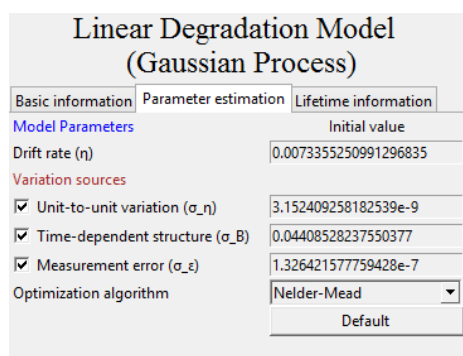 Linear Degradation Model
(Gaussian Process)
Basic information Parameter estimation Lifetime information
Model Parameters Initial value
Drift rate (η) 0.0073355250991296835
Variation sources
Unit-to-unit variation (σ_η) 3.152409258182539e-9
Time-dependent structure (σ_B) 0.04408528237550377
Measurement error (σ_ε) 1.326421577759428e-7
Optimization algorithm Nelder-Mead
Default